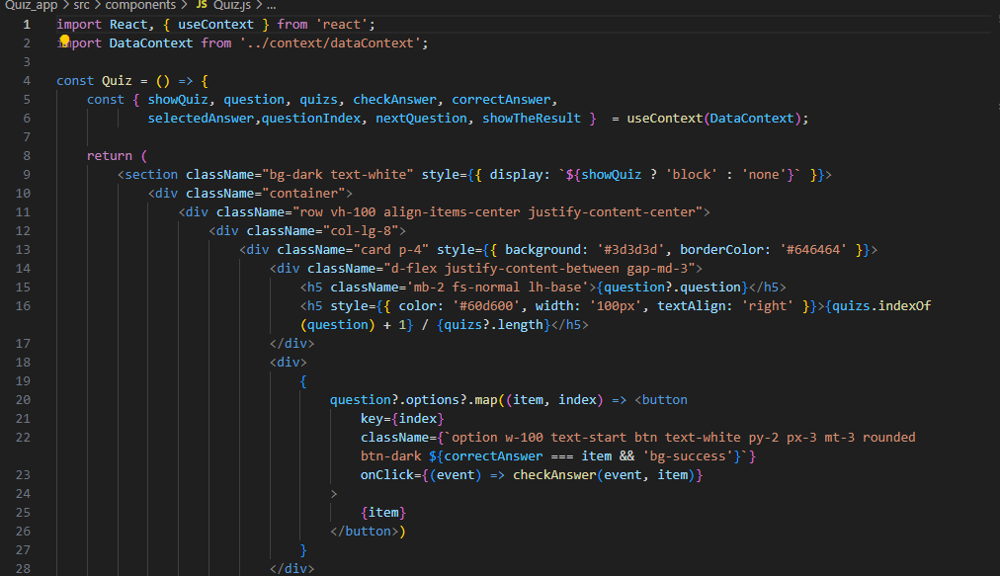 Quiz_app > src > components > JS Quiz.js > ...
1 import React, { useContext } from 'react';
2 import DataContext from '../context/dataContext';
3
4 const Quiz = () => {
5 const { showQuiz, question, quizs, checkAnswer, correctAnswer,
6 selectedAnswer,questionIndex, nextQuestion, showTheResult }  = useContext(DataContext);
7
8 return (
9 <section className="bg-dark text-white" style={{ display: `${showQuiz ? 'block' : 'none'}` }}>
10 <div className="container">
11 <div className="row vh-100 align-items-center justify-content-center">
12 <div className="col-lg-8">
13 <div className="card p-4" style={{ background: '#3d3d3d', borderColor: '#646464' }}>
14 <div className="d-flex justify-content-between gap-md-3">
15 <h5 className='mb-2 fs-normal lh-base'>{question?.question}</h5>
16 <h5 style={{ color: '#60d600', width: '100px', textAlign: 'right' }}>{quizs.indexOf
(question) + 1} / {quizs?.length}</h5>
17 </div>
18 <div>
19 {
20 question?.options?.map((item, index) => <button
21 key={index}
22 className={`option w-100 text-start btn text-white py-2 px-3 mt-3 rounded
btn-dark ${correctAnswer === item && 'bg-success'}`}
23 onClick={(event) => checkAnswer(event, item)}
24 >
25 {item}
26 </button>)
27 }
28 </div>